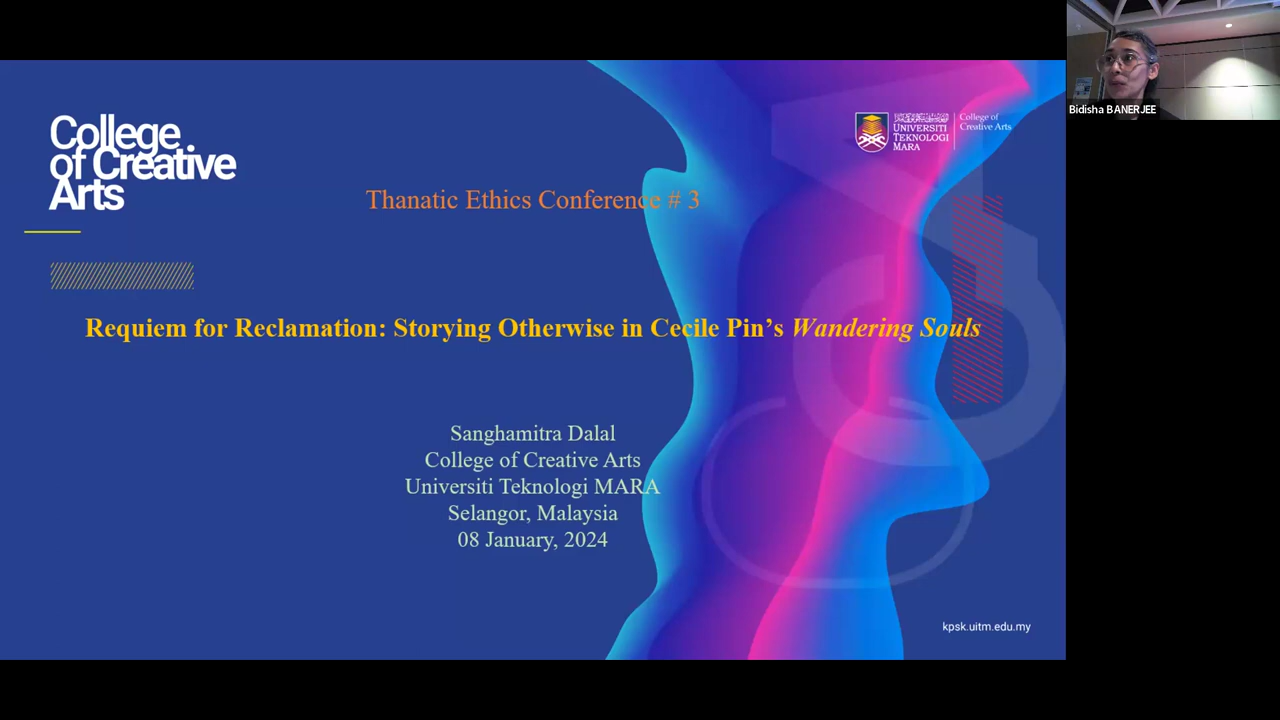 College
of Creative
Arts
UNIVERSITI
TEKNOLOGI
MARA
College of
Creative Arts
Thanatic Ethics Conference # 3
Requiem for Reclamation: Storying Otherwise in Cecile Pin’s Wandering Souls
Sanghamitra Dalal
College of Creative Arts
Universiti Teknologi MARA
Selangor, Malaysia
08 January, 2024
kpsk.uitm.edu.my
Bidisha BANERJEE